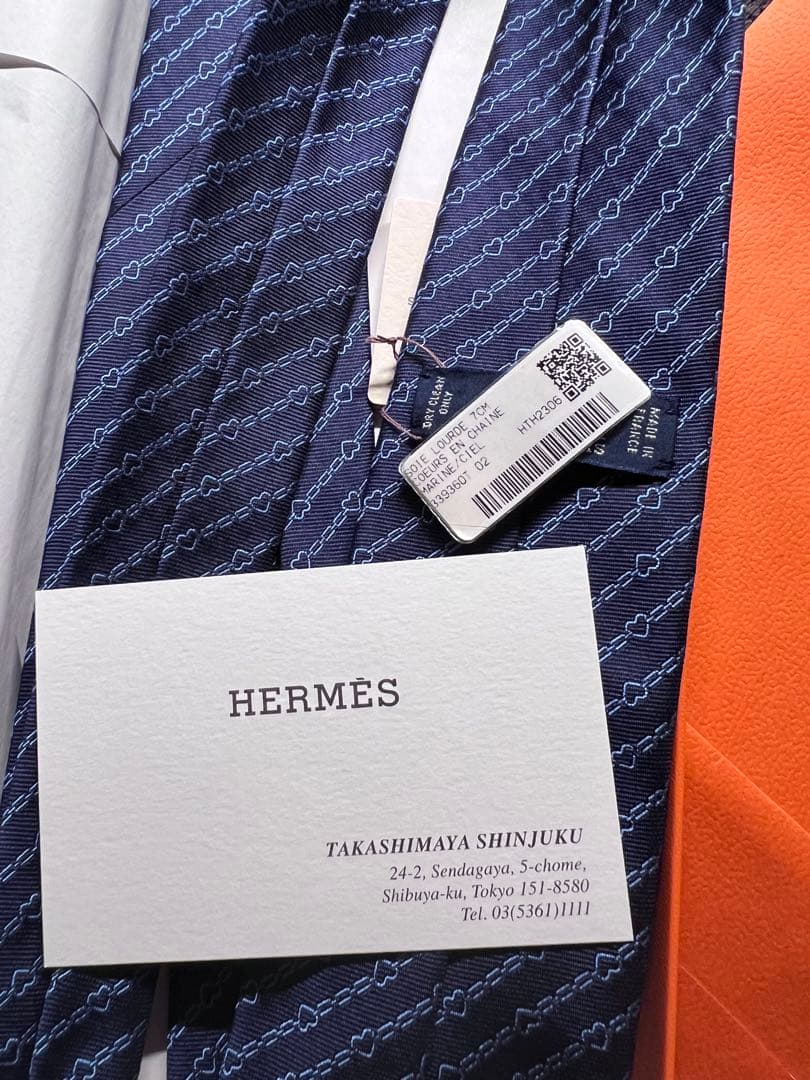 DRY CLEAN
ONLY
SOIE LOURDE 7CM
COEURS EN CHAINE
MARINE/CIEL
339360T 02
HTH2306
MADE IN
FRANCE
HERMÈS
TAKASHIMAYA SHINJUKU
24-2, Sendagaya, 5-chome,
Shibuya-ku, Tokyo 151-8580
Tel. 03(5361)1111